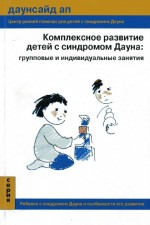 даунсайд ап
Центр ранней помощи для детей с синдромом Дауна
Комплексное развитие
детей с синдромом Дауна:
групповые и индивидуальные занятия
серия
Ребенок с синдромом Дауна и особенности его развития